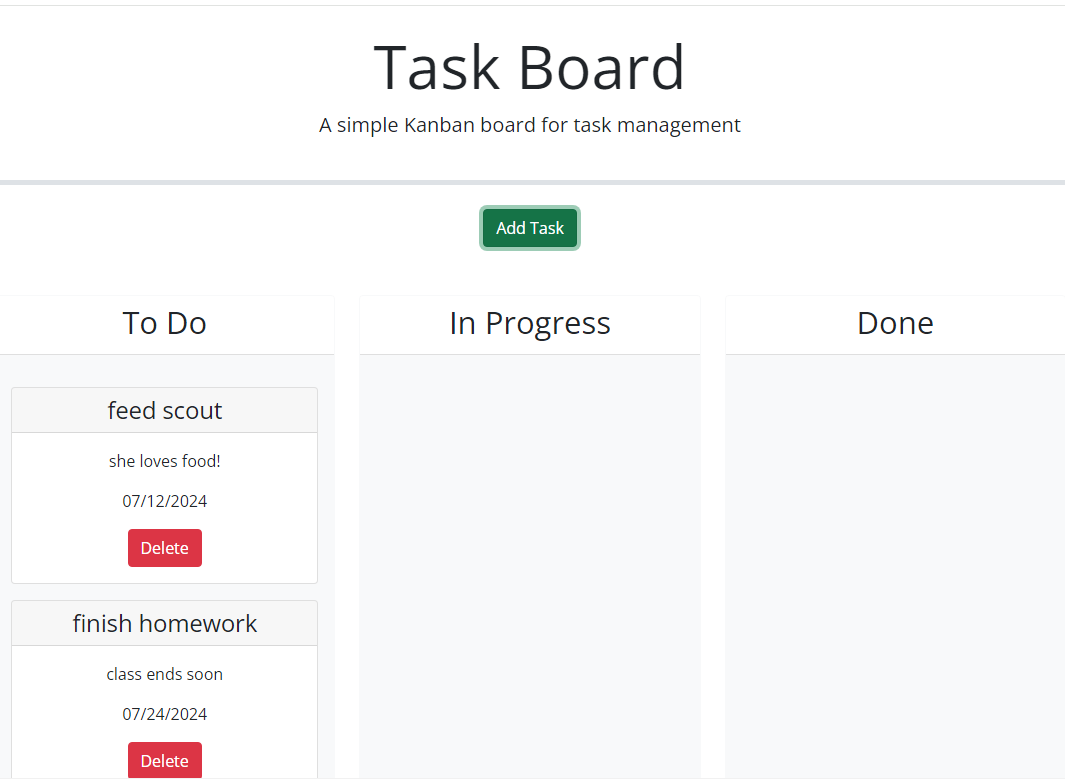 Task Board
A simple Kanban board for task management
Add Task
To Do
In Progress
Done
feed scout
she loves food!
07/12/2024
Delete
finish homework
class ends soon
07/24/2024
Delete